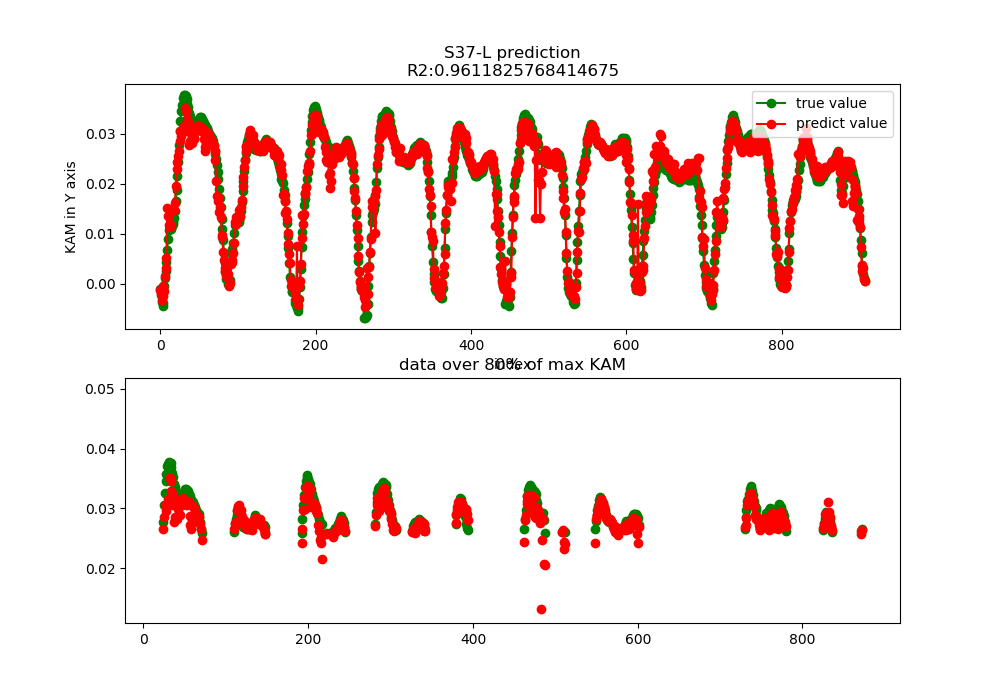 S37-L prediction
R2:0.9611825768414675
true value
predict value
KAM in Y axis
0.03
0.02
0.01
0.00
0
200
400
600
800
index
data over 80% of max KAM
0.05
0.04
0.03
0.02
0
200
400
600
800